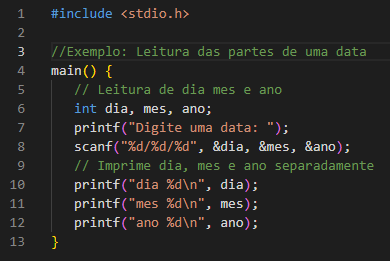 1 #include <stdio.h>
2
3 //Exemplo: Leitura das partes de uma data
4 main() {
5 // Leitura de dia mes e ano
6 int dia, mes, ano;
7 printf("Digite uma data: ");
8 scanf("%d/%d/%d", &dia, &mes, &ano);
9 // Imprime dia, mes e ano separadamente
10 printf("dia %d\n", dia);
11 printf("mes %d\n", mes);
12 printf("ano %d\n", ano);
13 }